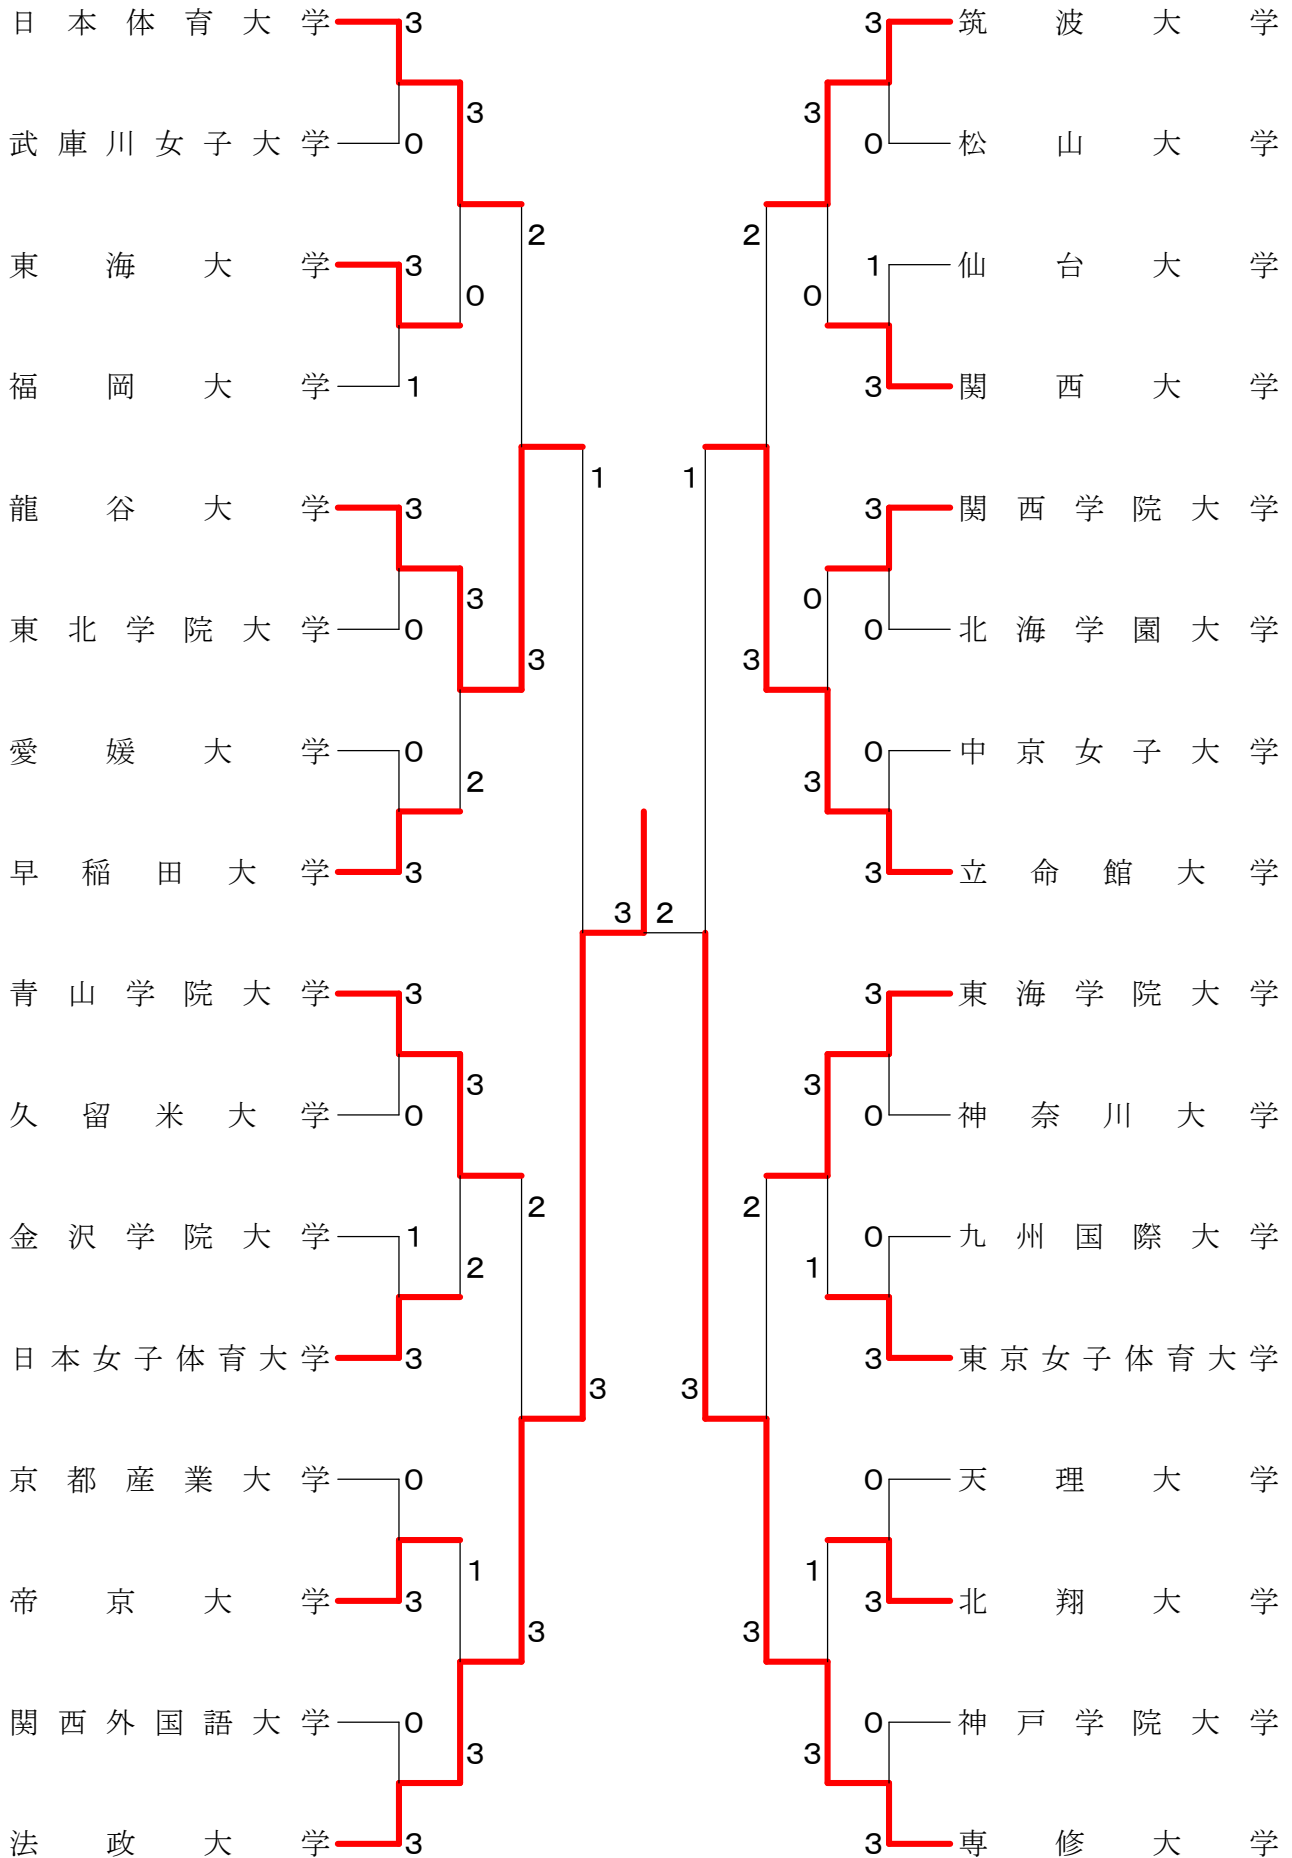 日本体育大学 3 3 筑波大学
3 3
武庫川女子大学 0 0 松山大学
2 2
東海大学 3 1 仙台大学
0 0
福岡大学 1 3 関西大学
1 1
龍谷大学 3 3 関西学院大学
3 0
東北学院大学 0 0 北海学園大学
3 3
愛媛大学 0 0 中京女子大学
2 3
早稲田大学 3 3 立命館大学
3 2
青山学院大学 3 3 東海学院大学
3 3
久留米大学 0 0 神奈川大学
2 2
金沢学院大学 1 0 九州国際大学
2 1
日本女子体育大学 3 3 東京女子体育大学
3 3
京都産業大学 0 0 天理大学
1 1
帝京大学 3 3 北翔大学
3 3
関西外国語大学 0 0 神戸学院大学
3 3
法政大学 3 3 専修大学